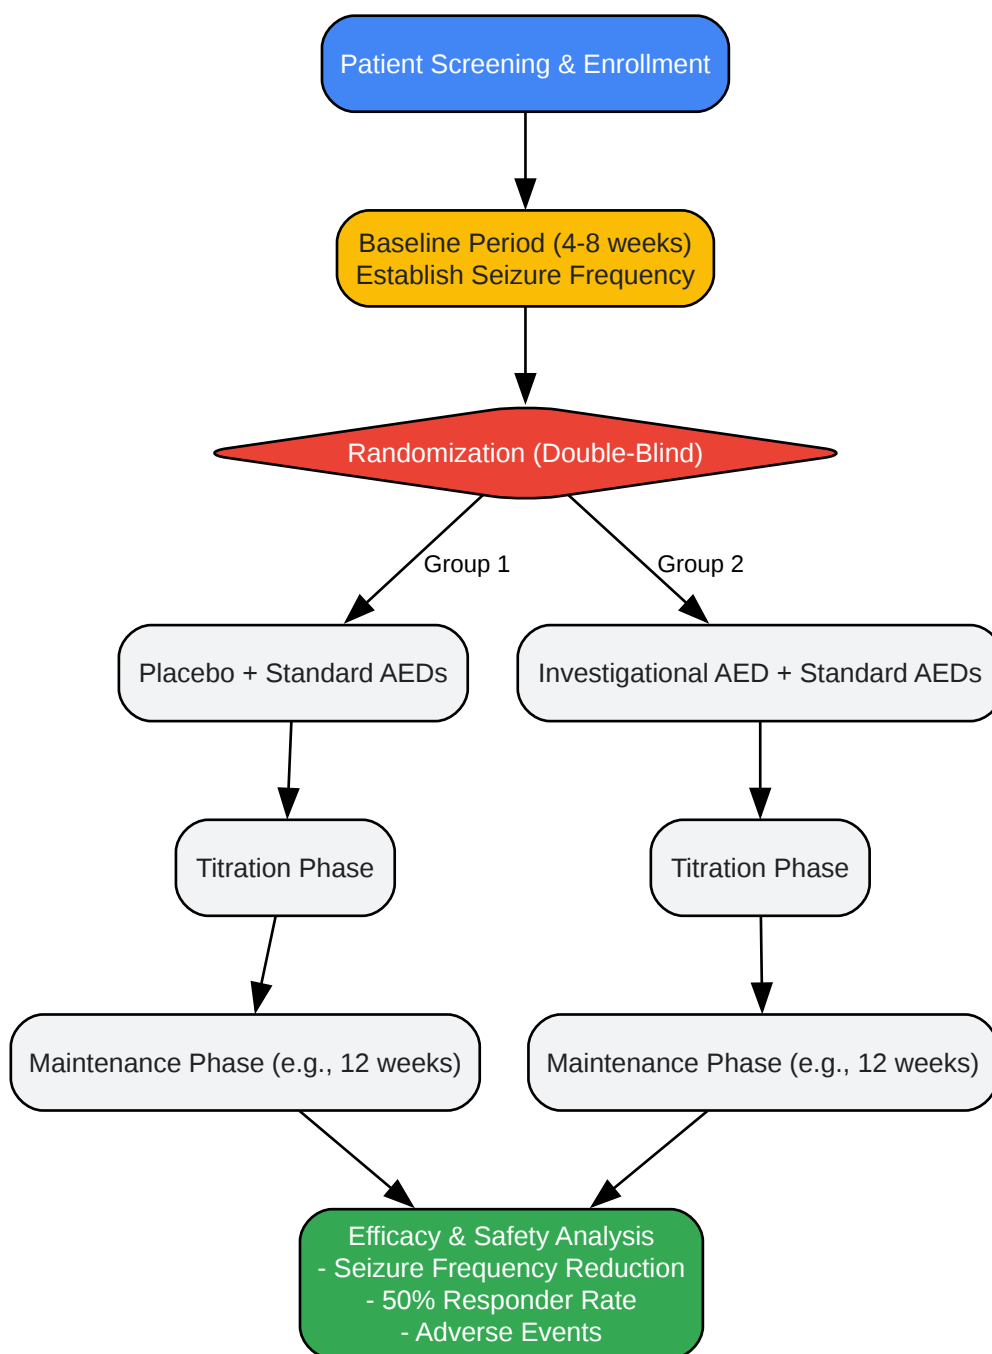 Patient Screening & Enrollment
Baseline Period (4-8 weeks)
Establish Seizure Frequency
Randomization (Double-Blind)
Group 1
Group 2
Placebo + Standard AEDs
Investigational AED + Standard AEDs
Titration Phase
Titration Phase
Maintenance Phase (e.g., 12 weeks)
Maintenance Phase (e.g., 12 weeks)
Efficacy & Safety Analysis
- Seizure Frequency Reduction
- 50% Responder Rate
- Adverse Events